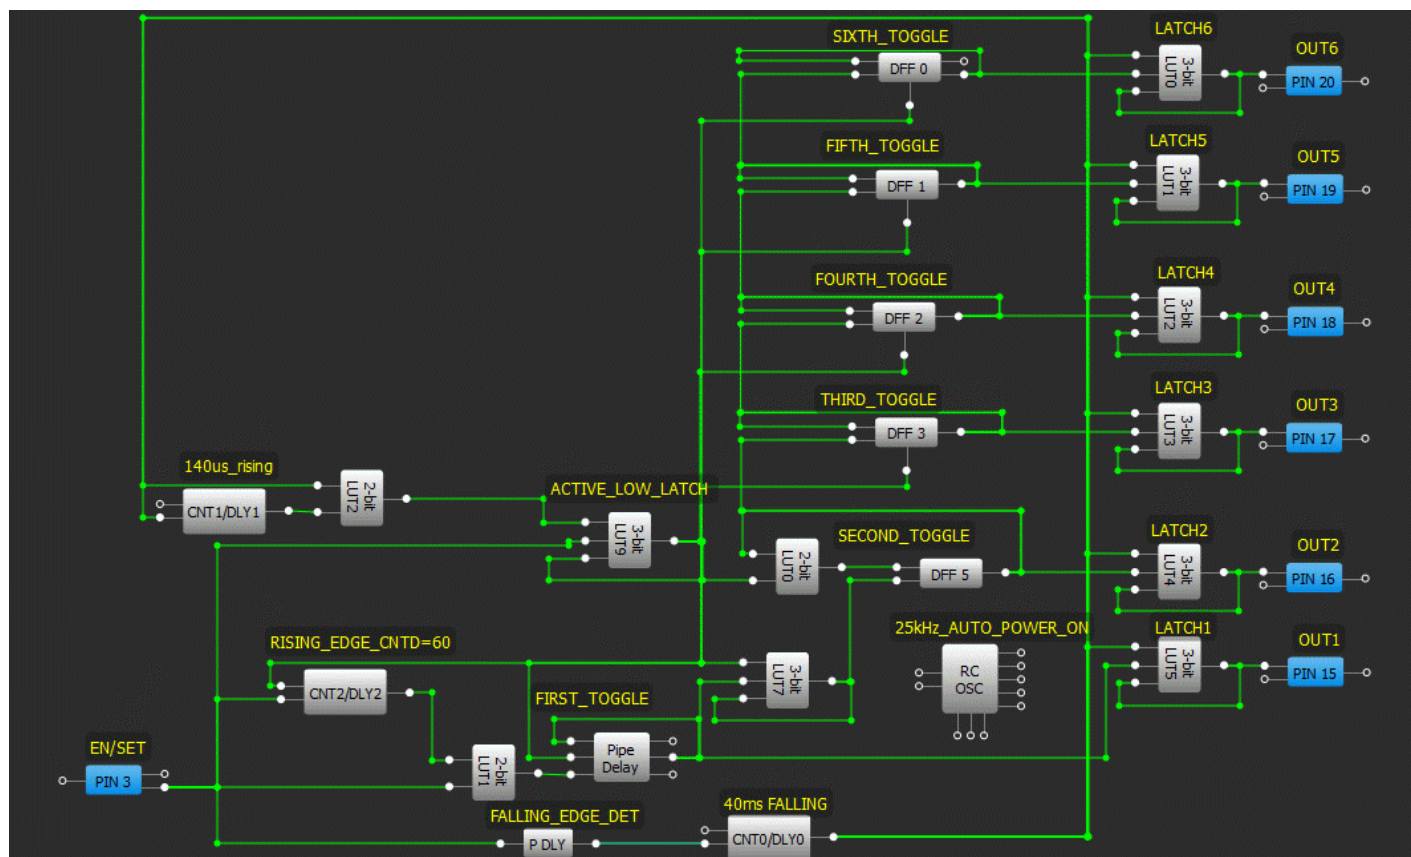 SIXTH_TOGGLE
DFF 0
LATCH6
3-bit
LUT0
OUT6
PIN 20
FIFTH_TOGGLE
DFF 1
LATCH5
3-bit
LUT1
OUT5
PIN 19
FOURTH_TOGGLE
DFF 2
LATCH4
3-bit
LUT2
OUT4
PIN 18
THIRD_TOGGLE
DFF 3
LATCH3
3-bit
LUT3
OUT3
PIN 17
140us_rising
CNT1/DLY1
2-bit
LUT2
ACTIVE_LOW_LATCH
3-bit
LUT9
2-bit
LUT0
SECOND_TOGGLE
DFF 5
LATCH2
3-bit
LUT4
OUT2
PIN 16
RISING_EDGE_CNTD=60
CNT2/DLY2
3-bit
LUT7
25kHz_AUTO_POWER_ON
RC
OSC
LATCH1
3-bit
LUT5
OUT1
PIN 15
FIRST_TOGGLE
Pipe
Delay
EN/SET
PIN 3
2-bit
LUT1
FALLING_EDGE_DET
P DLY
40ms FALLING
CNT0/DLY0